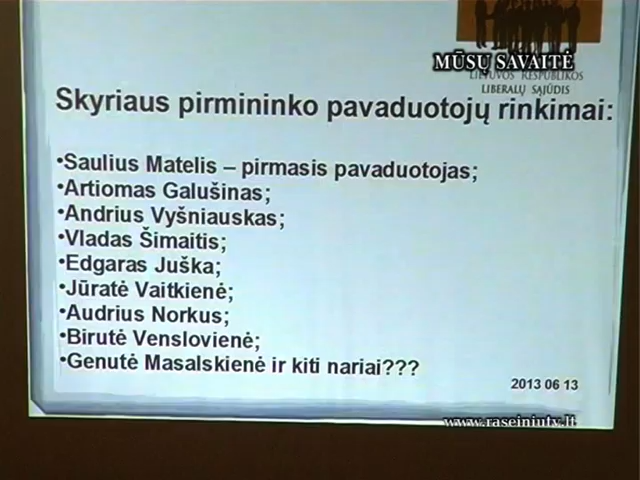 MŪSŲ SAVAITĖ
LIETUVOS RESPUBLIKOS
LIBERALŲ SĄJŪDIS
Skyriaus pirmininko pavaduotojų rinkimai:
•Saulius Matelis – pirmasis pavaduotojas;
•Artiomas Galušinas;
•Andrius Vyšniauskas;
•Vladas Šimaitis;
•Edgaras Juška;
•Jūratė Vaitkienė;
•Audrius Norkus;
•Birutė Venslovienė;
•Genutė Masalskienė ir kiti nariai???
2013 06 13
www.raseiniutv.lt